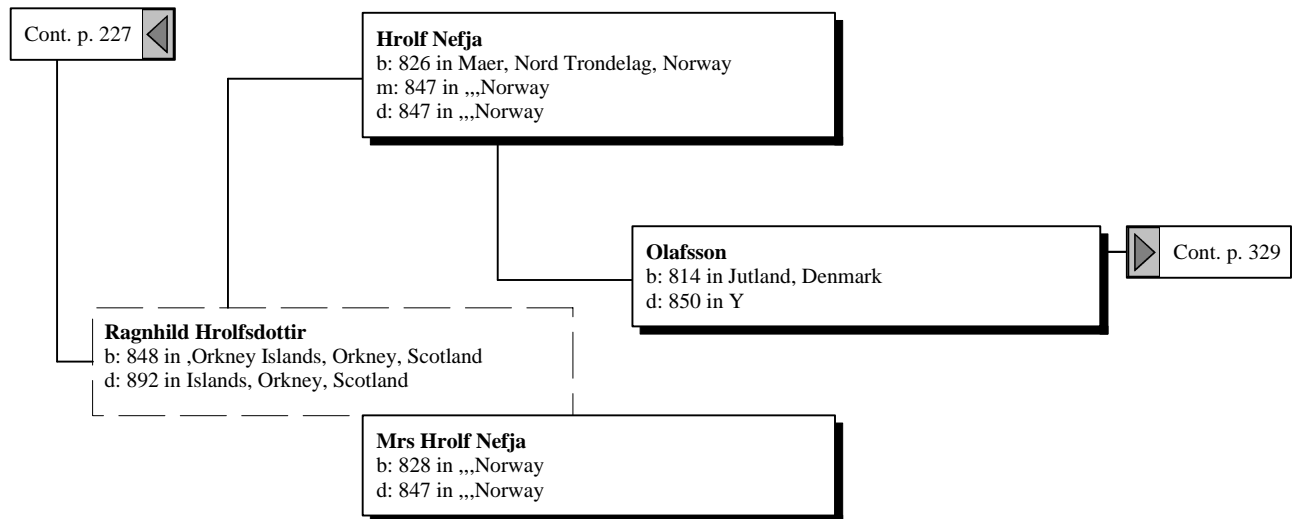 Cont. p. 227
Hrolf Nefja
b: 826 in Maer, Nord Trondelag, Norway
m: 847 in ,,,Norway
d: 847 in ,,,Norway
Olafsson
b: 814 in Jutland, Denmark
d: 850 in Y
Cont. p. 329
Ragnhild Hrolfsdottir
b: 848 in ,Orkney Islands, Orkney, Scotland
d: 892 in Islands, Orkney, Scotland
Mrs Hrolf Nefja
b: 828 in ,,,Norway
d: 847 in ,,,Norway